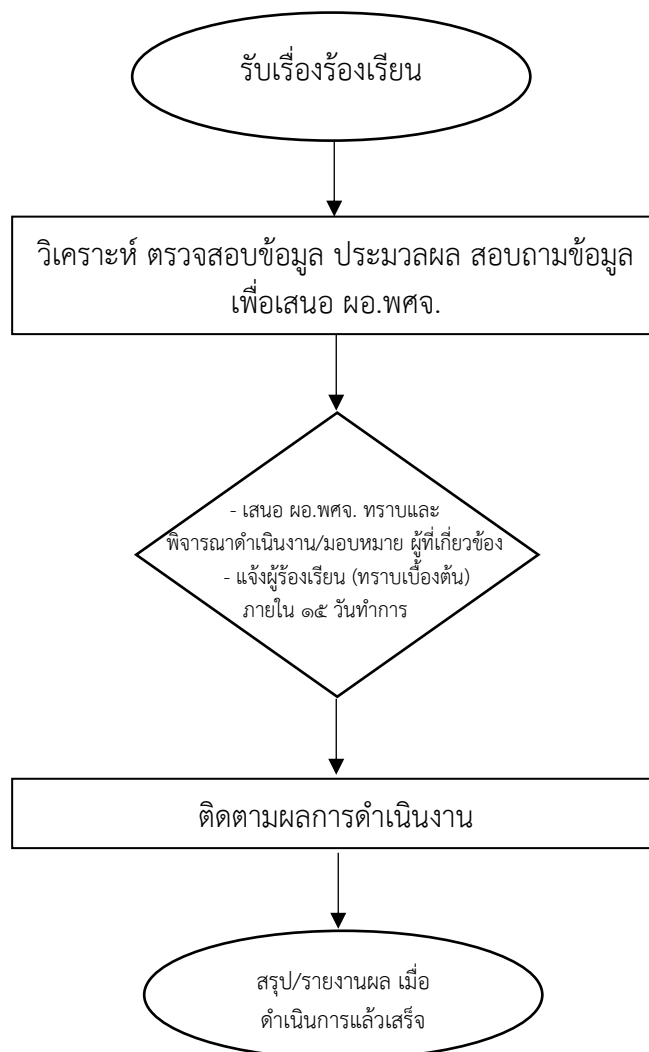 รับเรื่องร้องเรียน
วิเคราะห์ ตรวจสอบข้อมูล ประมวลผล สอบถามข้อมูล
เพื่อเสนอ ผอ.พศจ.
- เสนอ ผอ.พศจ. ทราบและ
พิจารณาดำเนินงาน/มอบหมาย ผู้ที่เกี่ยวข้อง
- แจ้งผู้ร้องเรียน (ทราบเบื้องต้น)
ภายใน ๑๕ วันทำการ
ติดตามผลการดำเนินงาน
สรุป/รายงานผล เมื่อ
ดำเนินการแล้วเสร็จ